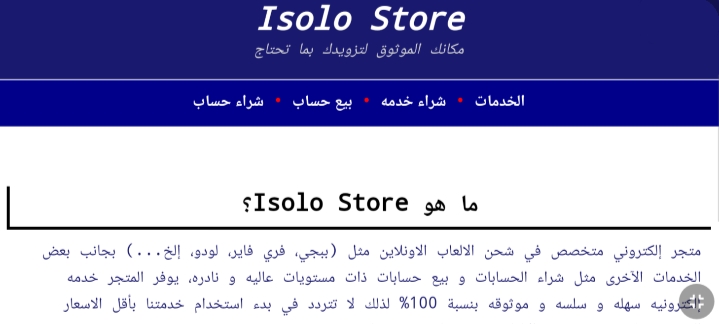 Isolo Store
مكانك الموثوق لتزويدك بما تحتاج
الخدمات • شراء خدمه • بيع حساب • شراء حساب
ما هو Isolo Store؟
متجر إلكتروني متخصص في شحن الالعاب الاونلاين مثل (ببجي، فري فاير، لودو، إلخ...) بجانب بعض
الخدمات الآخرى مثل شراء الحسابات و بيع حسابات ذات مستويات عاليه و نادره، يوفر المتجر خدمه
إلكترونيه سهله و سلسه و موثوقه بنسبة 100% لذلك لا تتردد في بدء استخدام خدمتنا بأقل الاسعار